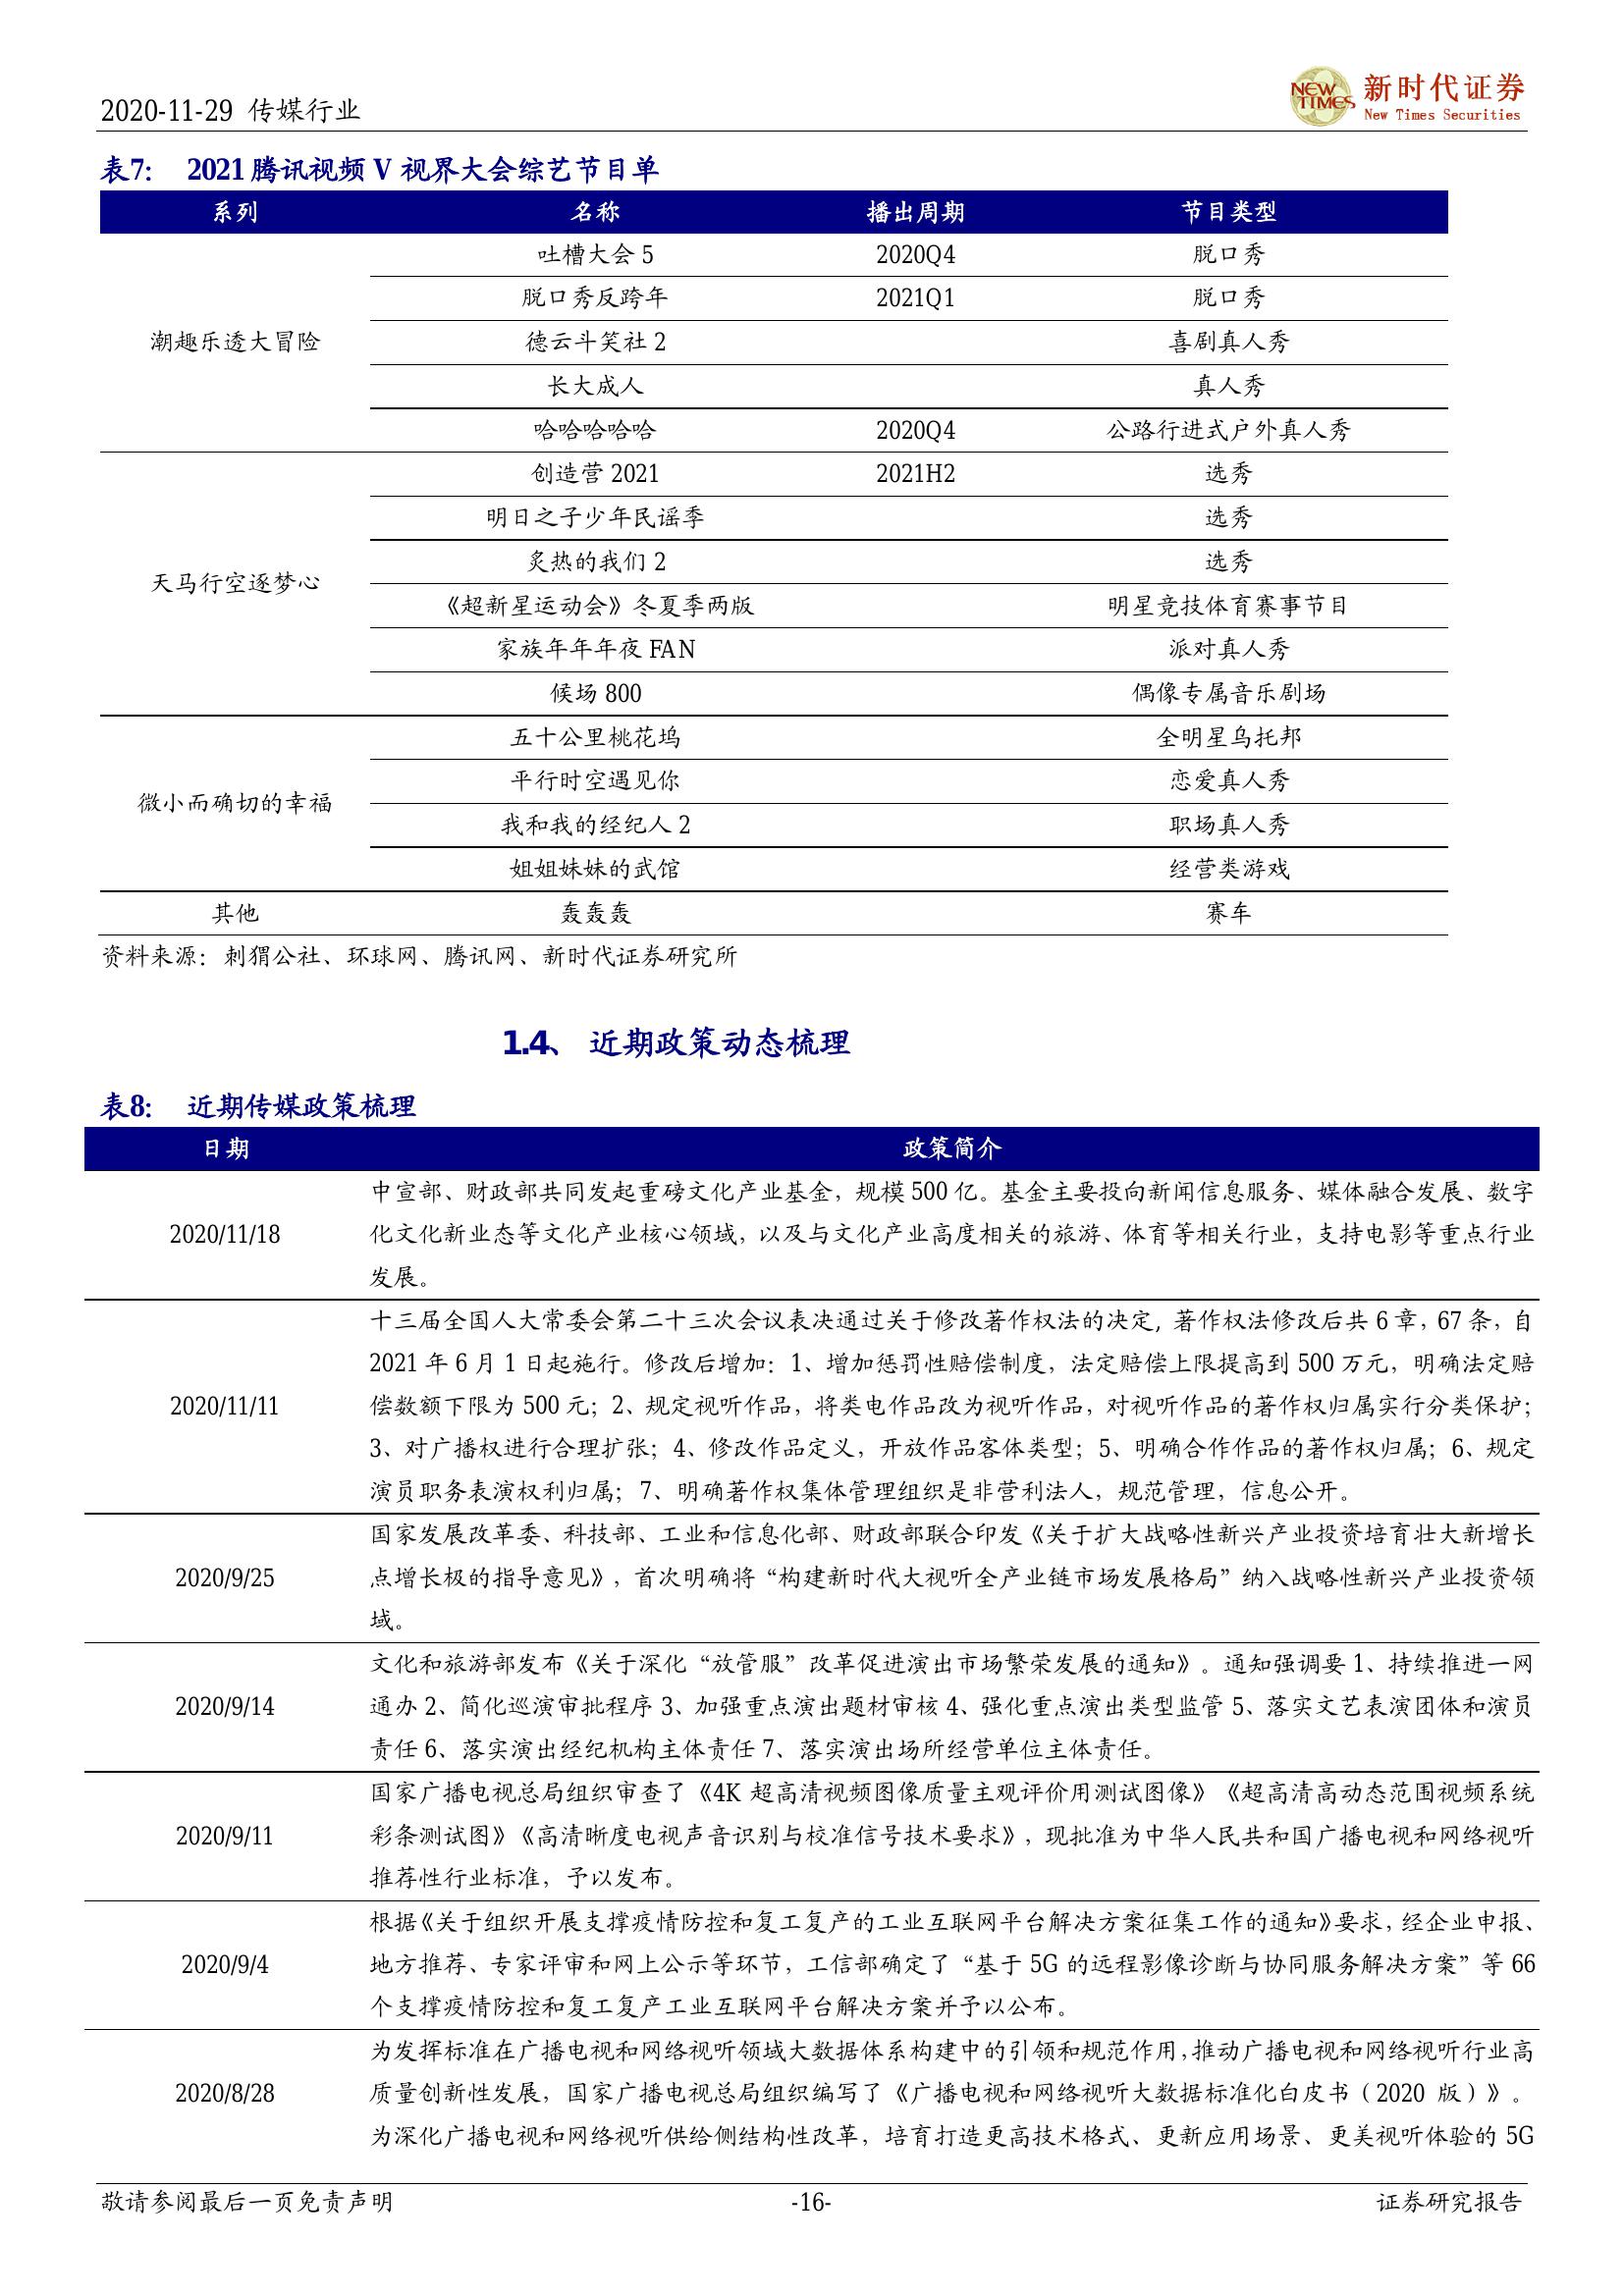 2020-11-29 传媒行业
NEW TIMES 新时代证券
New Times Securities
表7: 2021 腾讯视频 V 视界大会综艺节目单
系列 名称 播出周期 节目类型
吐槽大会 5 2020Q4 脱口秀
脱口秀反跨年 2021Q1 脱口秀
潮趣乐透大冒险 德云斗笑社 2 喜剧真人秀
长大成人 真人秀
哈哈哈哈哈 2020Q4 公路行进式户外真人秀
创造营 2021 2021H2 选秀
明日之子少年民谣季 选秀
炙热的我们 2 选秀
天马行空逐梦心
《超新星运动会》冬夏季两版 明星竞技体育赛事节目
家族年年年夜 FAN 派对真人秀
候场 800 偶像专属音乐剧场
五十公里桃花坞 全明星乌托邦
平行时空遇见你 恋爱真人秀
微小而确切的幸福
我和我的经纪人 2 职场真人秀
姐姐妹妹的武馆 经营类游戏
其他 轰轰轰 赛车
资料来源：刺猬公社、环球网、腾讯网、新时代证券研究所
1.4、 近期政策动态梳理
表8: 近期传媒政策梳理
日期 政策简介
中宣部、财政部共同发起重磅文化产业基金，规模 500 亿。基金主要投向新闻信息服务、媒体融合发展、数字
2020/11/18 化文化新业态等文化产业核心领域，以及与文化产业高度相关的旅游、体育等相关行业，支持电影等重点行业
发展。
十三届全国人大常委会第二十三次会议表决通过关于修改著作权法的决定, 著作权法修改后共 6 章，67 条，自
2021 年 6 月 1 日起施行。修改后增加：1、增加惩罚性赔偿制度，法定赔偿上限提高到 500 万元，明确法定赔
2020/11/11 偿数额下限为 500 元；2、规定视听作品，将类电作品改为视听作品，对视听作品的著作权归属实行分类保护；
3、对广播权进行合理扩张；4、修改作品定义，开放作品客体类型；5、明确合作作品的著作权归属；6、规定
演员职务表演权利归属；7、明确著作权集体管理组织是非营利法人，规范管理，信息公开。
国家发展改革委、科技部、工业和信息化部、财政部联合印发《关于扩大战略性新兴产业投资培育壮大新增长
2020/9/25 点增长极的指导意见》，首次明确将“构建新时代大视听全产业链市场发展格局”纳入战略性新兴产业投资领
域。
文化和旅游部发布《关于深化“放管服”改革促进演出市场繁荣发展的通知》。通知强调要 1、持续推进一网
2020/9/14 通办 2、简化巡演审批程序 3、加强重点演出题材审核 4、强化重点演出类型监管 5、落实文艺表演团体和演员
责任 6、落实演出经纪机构主体责任 7、落实演出场所经营单位主体责任。
国家广播电视总局组织审查了《4K 超高清视频图像质量主观评价用测试图像》《超高清高动态范围视频系统
2020/9/11 彩条测试图》《高清晰度电视声音识别与校准信号技术要求》，现批准为中华人民共和国广播电视和网络视听
推荐性行业标准，予以发布。
根据《关于组织开展支撑疫情防控和复工复产的工业互联网平台解决方案征集工作的通知》要求，经企业申报、
2020/9/4 地方推荐、专家评审和网上公示等环节，工信部确定了“基于 5G 的远程影像诊断与协同服务解决方案”等 66
个支撑疫情防控和复工复产工业互联网平台解决方案并予以公布。
为发挥标准在广播电视和网络视听领域大数据体系构建中的引领和规范作用,推动广播电视和网络视听行业高
2020/8/28 质量创新性发展，国家广播电视总局组织编写了《广播电视和网络视听大数据标准化白皮书（2020 版）》。
为深化广播电视和网络视听供给侧结构性改革，培育打造更高技术格式、更新应用场景、更美视听体验的 5G
敬请参阅最后一页免责声明 -16- 证券研究报告